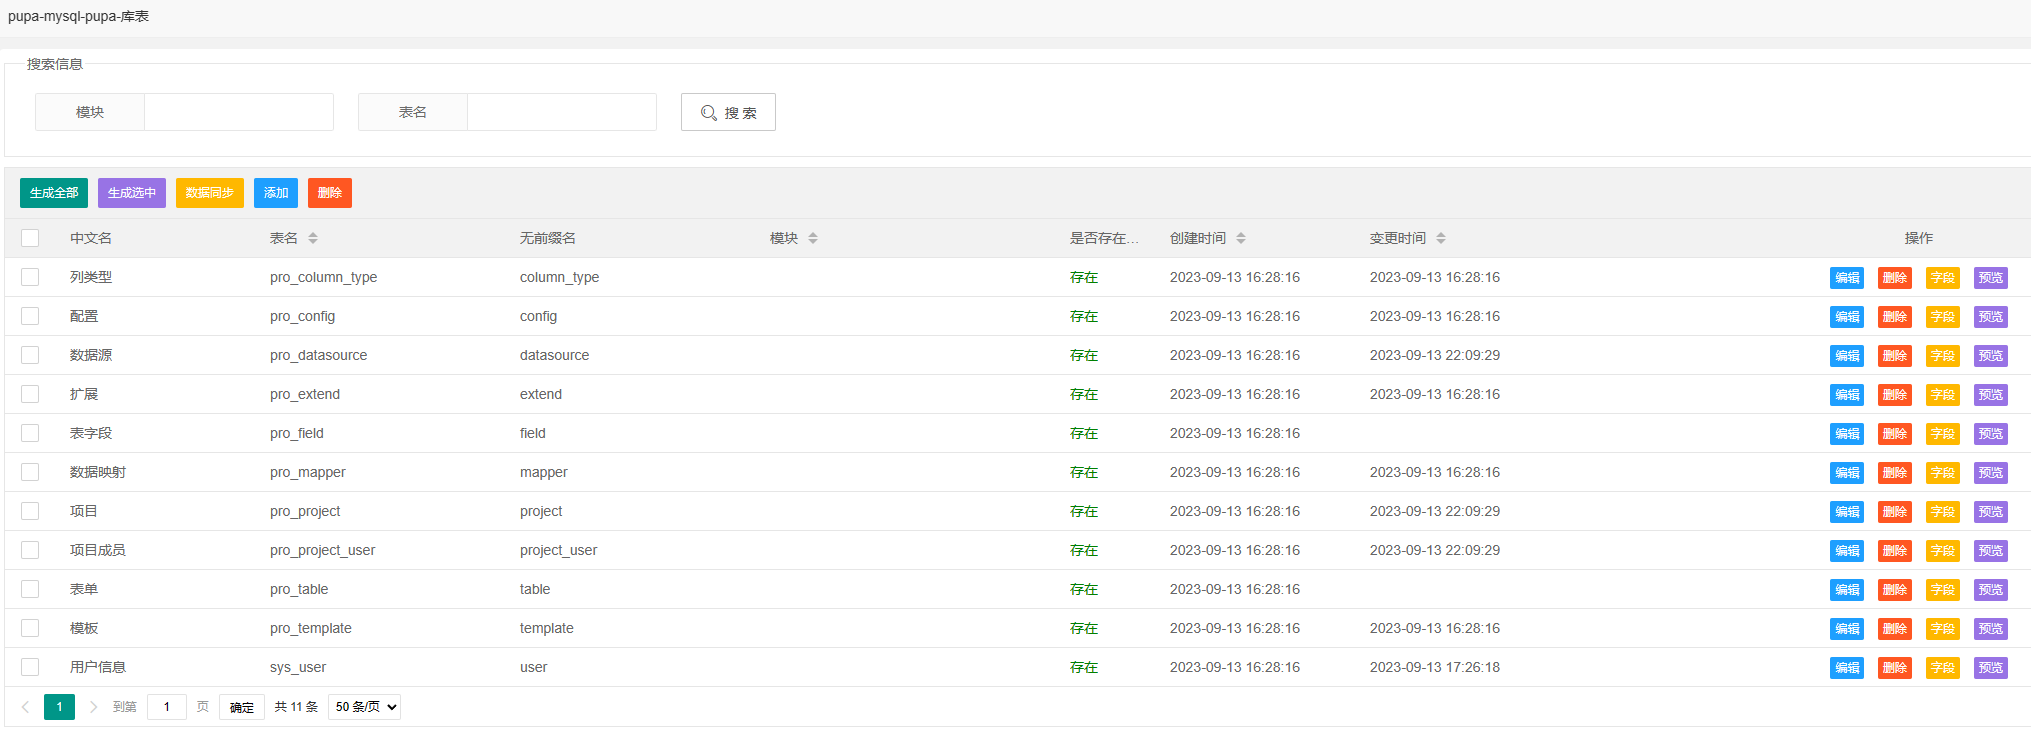 pupa-mysql-pupa-库表
搜索信息
模块 表名 搜 索
生成全部 生成选中 数据同步 添加 删除
中文名 表名 无前缀名 模块 是否存在... 创建时间 变更时间 操作
列类型 pro_column_type column_type 存在 2023-09-13 16:28:16 2023-09-13 16:28:16 编辑 删除 字段 预览
配置 pro_config config 存在 2023-09-13 16:28:16 2023-09-13 16:28:16 编辑 删除 字段 预览
数据源 pro_datasource datasource 存在 2023-09-13 16:28:16 2023-09-13 22:09:29 编辑 删除 字段 预览
扩展 pro_extend extend 存在 2023-09-13 16:28:16 2023-09-13 16:28:16 编辑 删除 字段 预览
表字段 pro_field field 存在 2023-09-13 16:28:16 编辑 删除 字段 预览
数据映射 pro_mapper mapper 存在 2023-09-13 16:28:16 2023-09-13 16:28:16 编辑 删除 字段 预览
项目 pro_project project 存在 2023-09-13 16:28:16 2023-09-13 22:09:29 编辑 删除 字段 预览
项目成员 pro_project_user project_user 存在 2023-09-13 16:28:16 2023-09-13 22:09:29 编辑 删除 字段 预览
表单 pro_table table 存在 2023-09-13 16:28:16 编辑 删除 字段 预览
模板 pro_template template 存在 2023-09-13 16:28:16 2023-09-13 16:28:16 编辑 删除 字段 预览
用户信息 sys_user user 存在 2023-09-13 16:28:16 2023-09-13 17:26:18 编辑 删除 字段 预览
1 到第 1 页 确定 共 11 条 50 条/页